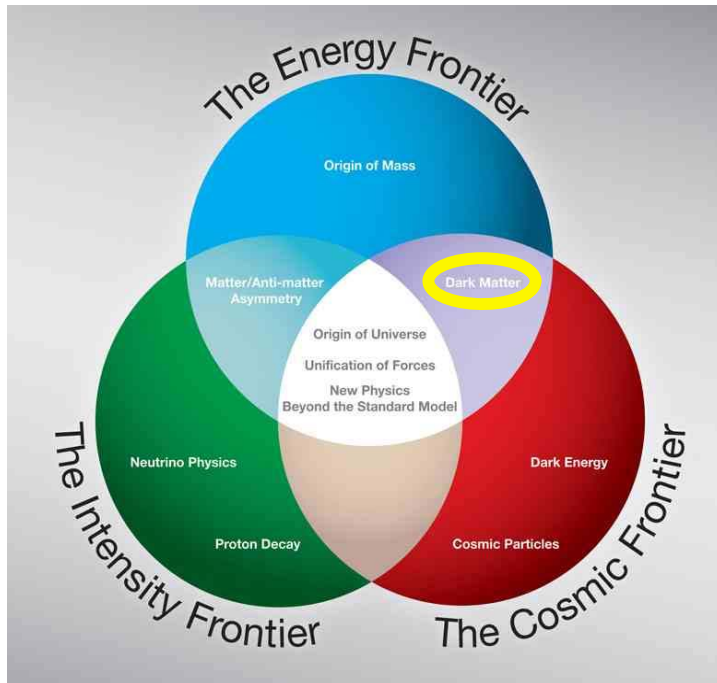 The Energy Frontier
Origin of Mass
Matter/Anti-matter
Asymmetry
Dark Matter
Origin of Universe
Unification of Forces
New Physics
Beyond the Standard Model
Neutrino Physics
Proton Decay
Dark Energy
Cosmic Particles
The Intensity Frontier
The Cosmic Frontier